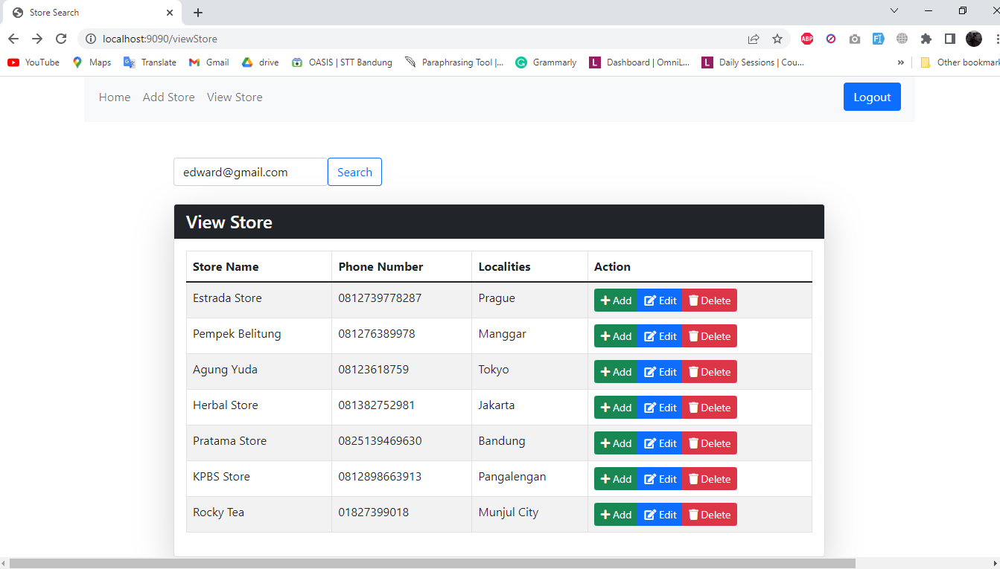 Store Search
localhost:9090/viewStore
ABP
YouTube Maps Translate Gmail drive OASIS | STT Bandung Paraphrasing Tool |... Grammarly L Dashboard | OmniL... L Daily Sessions | Cou... » Other bookmark
Home Add Store View Store Logout
edward@gmail.com Search
View Store
Store Name Phone Number Localities Action
Estrada Store 0812739778287 Prague Add Edit Delete
Pempek Belitung 081276389978 Manggar Add Edit Delete
Agung Yuda 08123618759 Tokyo Add Edit Delete
Herbal Store 081382752981 Jakarta Add Edit Delete
Pratama Store 0825139469630 Bandung Add Edit Delete
KPBS Store 0812898663913 Pangalengan Add Edit Delete
Rocky Tea 01827399018 Munjul City Add Edit Delete